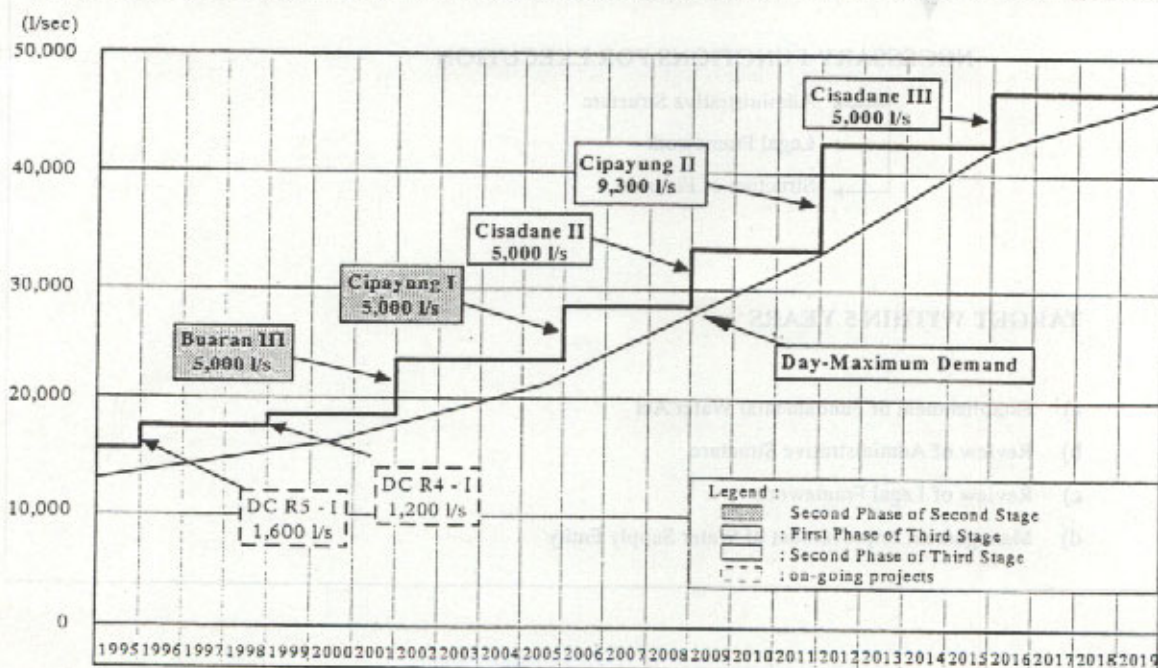 (l/sec)
50,000
40,000
30,000
20,000
10,000
0
Cisadane III
5,000 l/s
Cipayung II
9,300 l/s
Cisadane II
5,000 l/s
Cipayung I
5,000 l/s
Buaran III
5,000 l/s
Day-Maximum Demand
DC R5 - I
1,600 l/s
DC R4 - I
1,200 l/s
Legend :
: Second Phase of Second Stage
: First Phase of Third Stage
: Second Phase of Third Stage
: on-going projects
1995 1996 1997 1998 1999 2000 2001 2002 2003 2004 2005 2006 2007 2008 2009 2010 2011 2012 2013 2014 2015 2016 2017 2018 2019